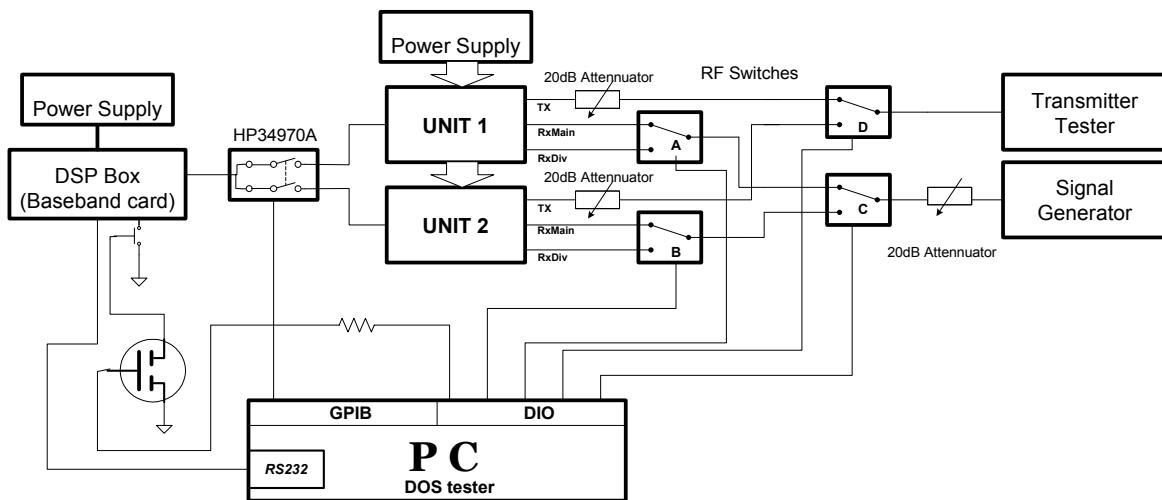 Power Supply
20dB Attenuator
RF Switches
Power Supply
HP34970A
UNIT 1
TX
RxMain
RxDiv
A
D
Transmitter
Tester
DSP Box
(Baseband card)
20dB Attenuator
UNIT 2
TX
RxMain
RxDiv
B
C
Signal
Generator
20dB Attenuator
GPIB
DIO
RS232
P C
DOS tester